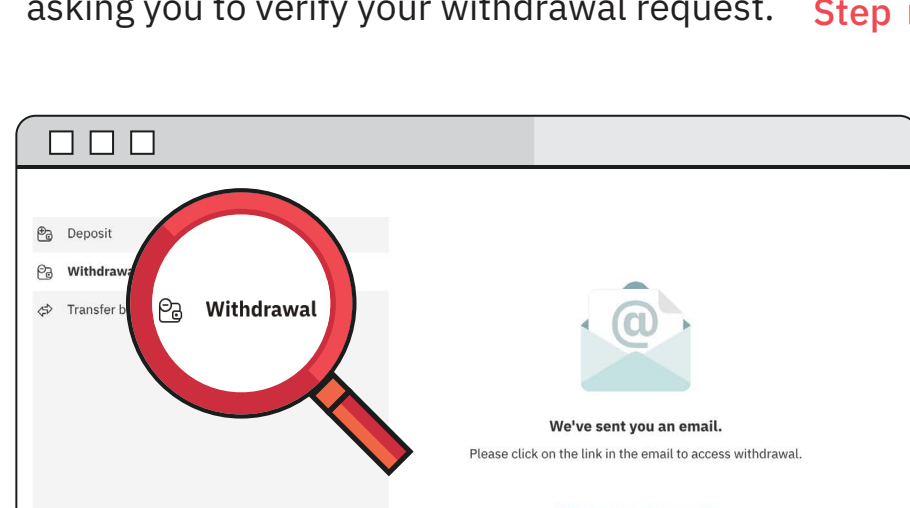 asking you to verify your withdrawal request.
Step
Deposit
Withdrawa
Transfer b
Withdrawal
@
We've sent you an email.
Please click on the link in the email to access withdrawal.